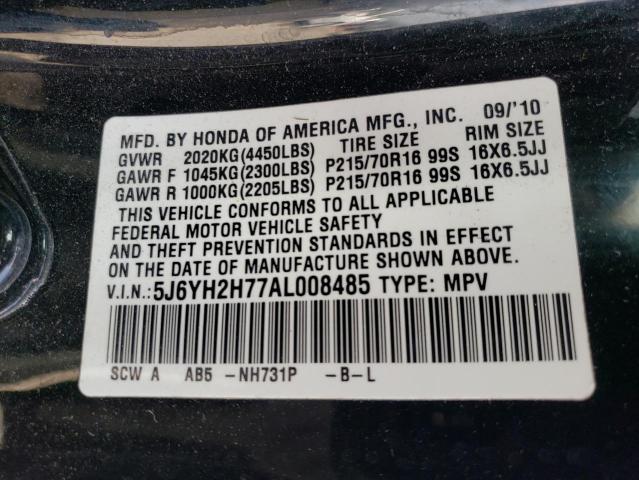 MFD. BY HONDA OF AMERICA MFG., INC. 09/'10
GVWR 2020KG(4450LBS) TIRE SIZE RIM SIZE
GAWR F 1045KG(2300LBS) P215/70R16 99S 16X6.5JJ
GAWR R 1000KG(2205LBS) P215/70R16 99S 16X6.5JJ
THIS VEHICLE CONFORMS TO ALL APPLICABLE
FEDERAL MOTOR VEHICLE SAFETY
AND THEFT PREVENTION STANDARDS IN EFFECT
ON THE DATE OF MANUFACTURE SHOWN ABOVE.
V.I.N.: 5J6YH2H77AL008485 TYPE: MPV
SCW A AB5 -NH731P -B-L